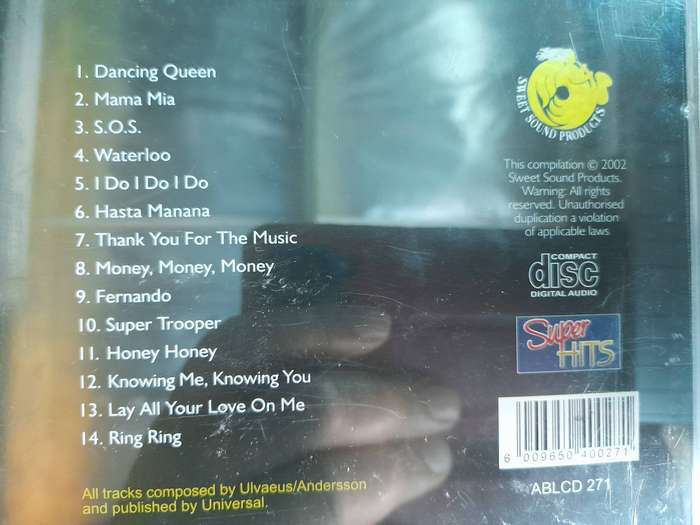 1. Dancing Queen
2. Mama Mia
3. S.O.S.
4. Waterloo
5. I Do I Do I Do
6. Hasta Manana
7. Thank You For The Music
8. Money, Money, Money
9. Fernando
10. Super Trooper
11. Honey Honey
12. Knowing Me, Knowing You
13. Lay All Your Love On Me
14. Ring Ring
All tracks composed by Ulvaeus/Andersson
and published by Universal.
SWEET SOUND PRODUCTS
This compilation © 2002
Sweet Sound Products.
Warning: All rights
reserved. Unauthorised
duplication a violation
of applicable laws
COMPACT
disc
DIGITAL AUDIO
Super
HITS
6 009650 400271
ABLCD 271